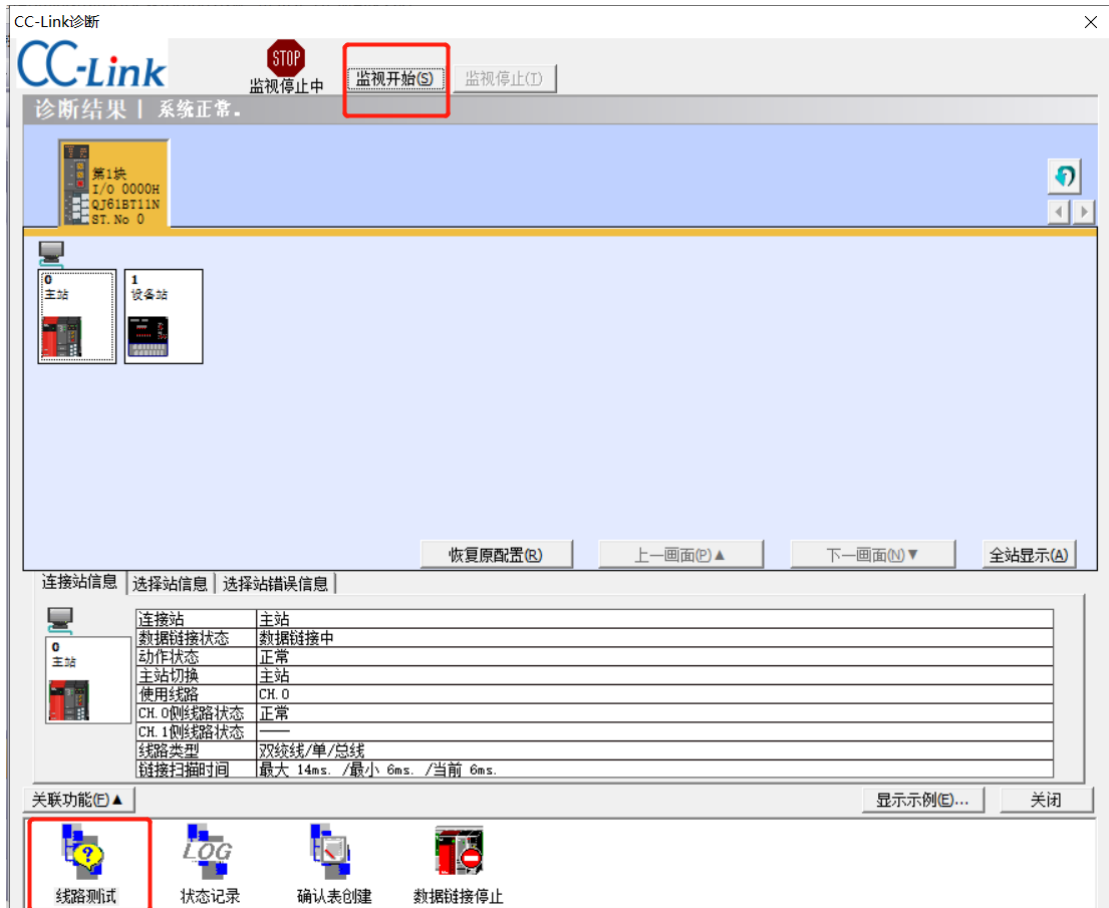 CC-Link诊断
CC-Link
STOP
监视停止中
监视开始(S)
监视停止(T)
诊断结果 | 系统正常.
第1块
I/O 0000H
QJ61BT11N
ST.No 0
0
主站
1
设备站
恢复原配置(R)
上一画面(P)▲
下一画面(N)▼
全站显示(A)
连接站信息
选择站信息
选择站错误信息
0
主站
连接站 主站
数据链接状态 数据链接中
动作状态 正常
主站切换 主站
使用线路 CH.0
CH.0侧线路状态 正常
CH.1侧线路状态 ——
线路类型 双绞线/单/总线
链接扫描时间 最大 14ms. /最小 6ms. /当前 6ms.
关联功能(F)▲
显示示例(E)...
关闭
LOG
线路测试
状态记录
确认表创建
数据链接停止